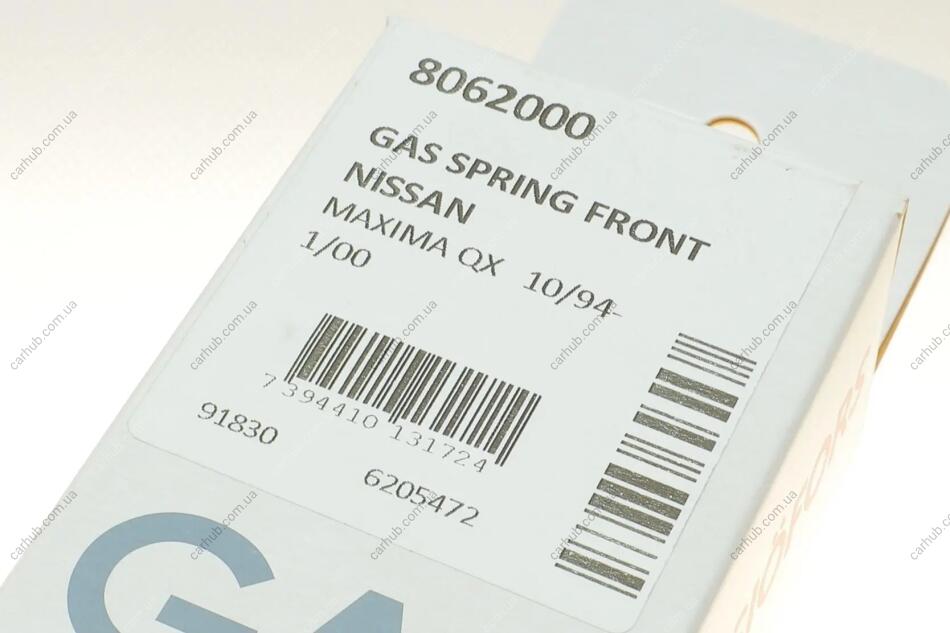 8062000
GAS SPRING FRONT
NISSAN
MAXIMA QX 10/94-
1/00
7 394410 131724
91830
6205472
GA
carhub.com.ua